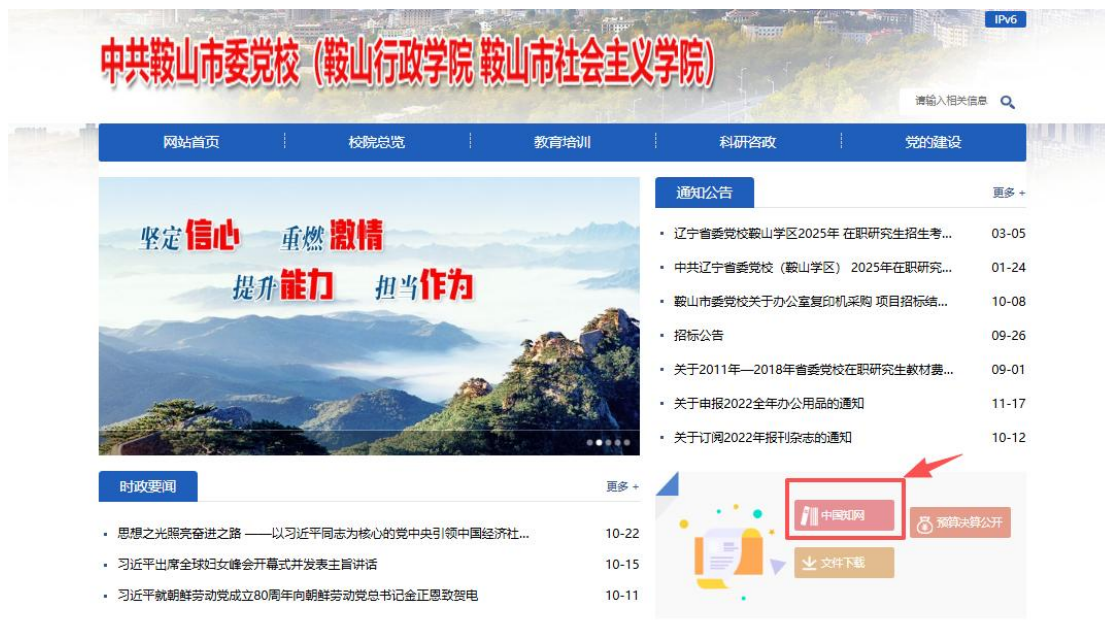 IPv6
中共鞍山市委党校（鞍山行政学院 鞍山市社会主义学院）
请输入相关信息
网站首页 校院总览 教育培训 科研咨政 党的建设
坚定信心 重燃激情
提升能力 担当作为
通知公告 更多 +
辽宁省委党校鞍山学区2025年 在职研究生招生考... 03-05
中共辽宁省委党校（鞍山学区） 2025年在职研究... 01-24
鞍山市委党校关于办公室复印机采购 项目招标结... 10-08
招标公告 09-26
关于2011年—2018年省委党校在职研究生教材费... 09-01
关于申报2022全年办公用品的通知 11-17
关于订阅2022年报刊杂志的通知 10-12
时政要闻 更多 +
思想之光照亮奋进之路 ——以习近平同志为核心的党中央引领中国经济社... 10-22
习近平出席全球妇女峰会开幕式并发表主旨讲话 10-15
习近平就朝鲜劳动党成立80周年向朝鲜劳动党总书记金正恩致贺电 10-11
中国知网
预算决算公开
文件下载